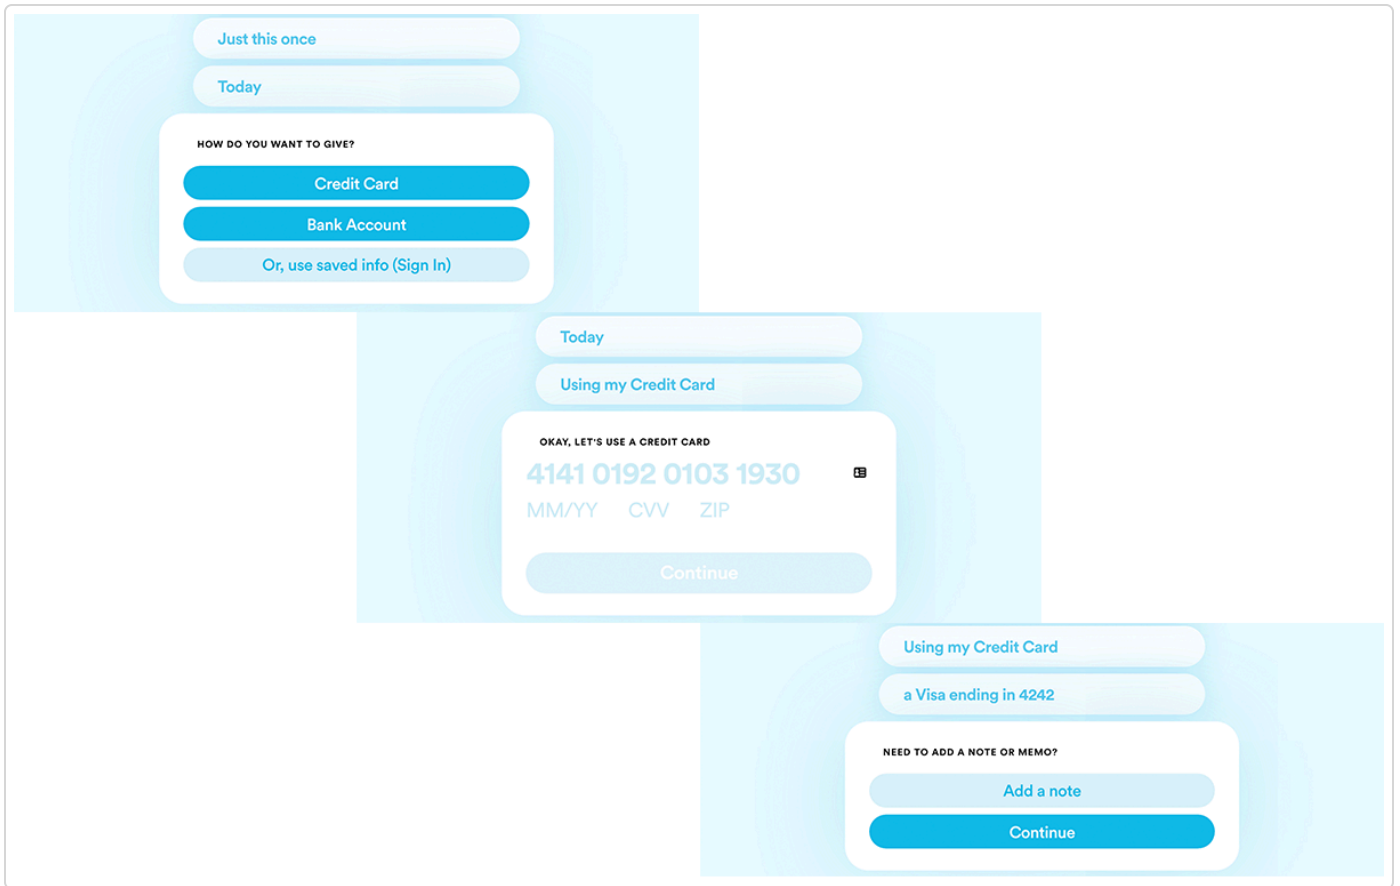 Just this once
Today
HOW DO YOU WANT TO GIVE?
Credit Card
Bank Account
Or, use saved info (Sign In)
Today
Using my Credit Card
OKAY, LET'S USE A CREDIT CARD
4141 0192 0103 1930
MM/YY CVV ZIP
Continue
Using my Credit Card
a Visa ending in 4242
NEED TO ADD A NOTE OR MEMO?
Add a note
Continue